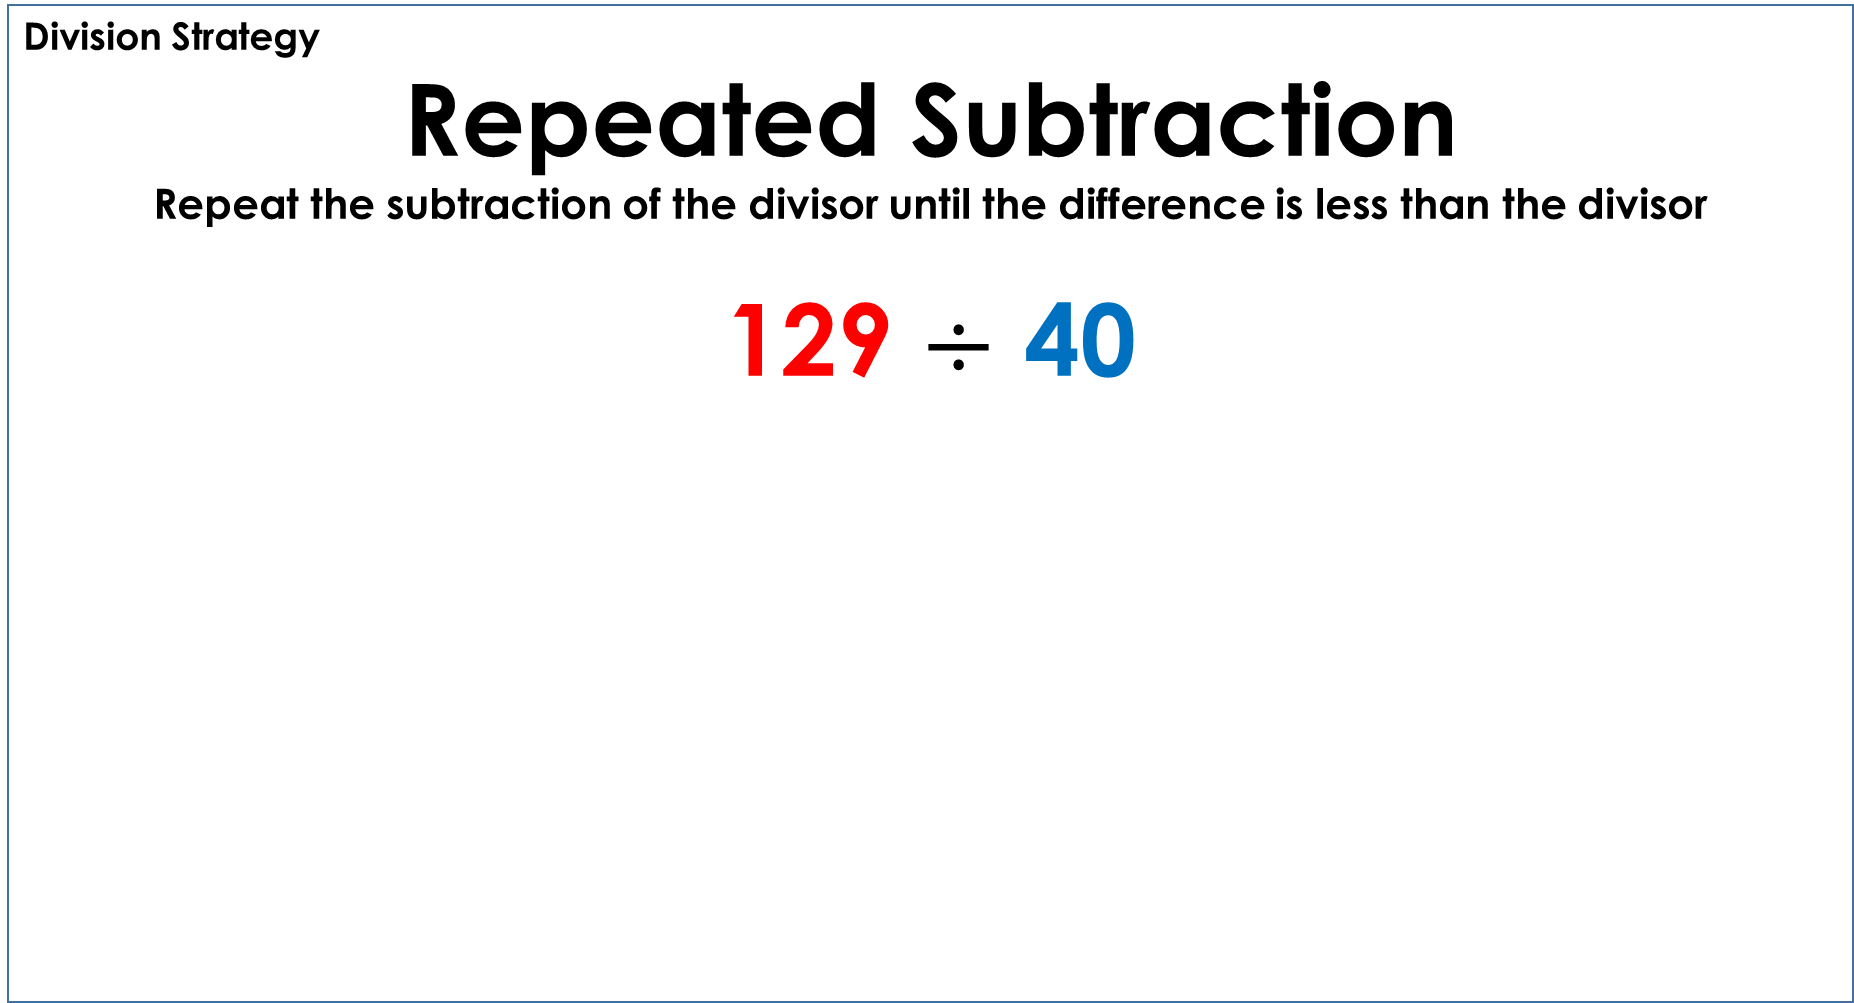 Division Strategy
Repeated Subtraction
Repeat the subtraction of the divisor until the difference is less than the divisor
129 ÷ 40